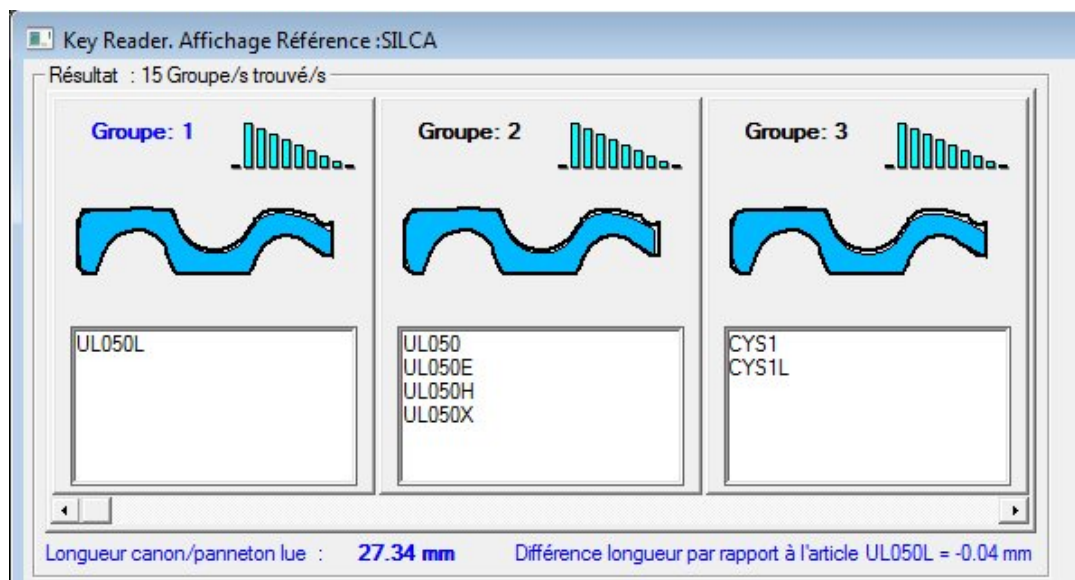 Key Reader. Affichage Référence :SILCA
Résultat : 15 Groupe/s trouvé/s
Groupe: 1
Groupe: 2
Groupe: 3
UL050L
UL050
UL050E
UL050H
UL050X
CYS1
CYS1L
Longueur canon/panneton lue : 27.34 mm Différence longueur par rapport à l'article UL050L = -0.04 mm